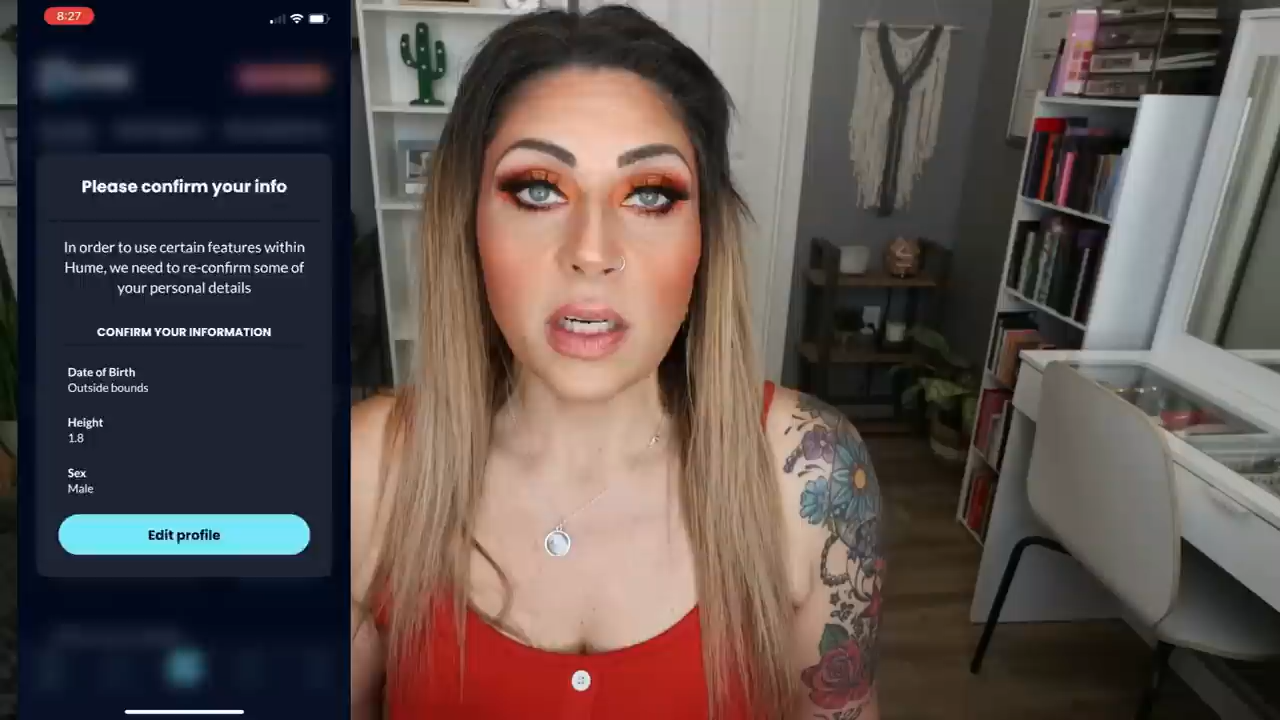 8:27
Please confirm your info
In order to use certain features within
Hume, we need to re-confirm some of
your personal details
CONFIRM YOUR INFORMATION
Date of Birth
Outside bounds
Height
1.8
Sex
Male
Edit profile